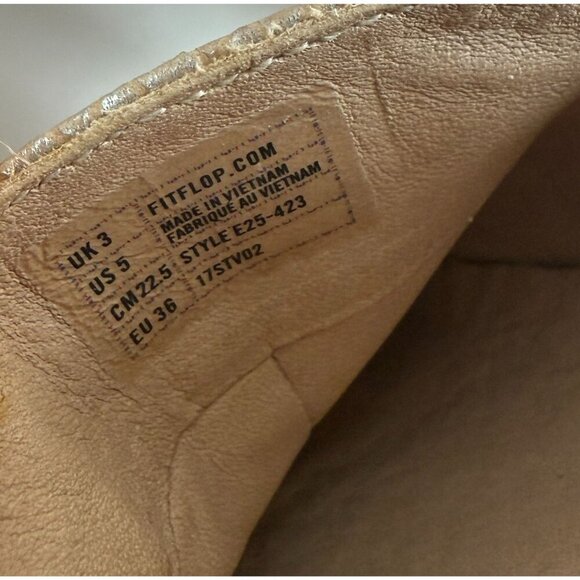 UK 3
US 5
CM 22.5
EU 36
FITFLOP.COM
MADE IN VIETNAM
FABRIQUE AU VIETNAM
STYLE E25-423
17STV02